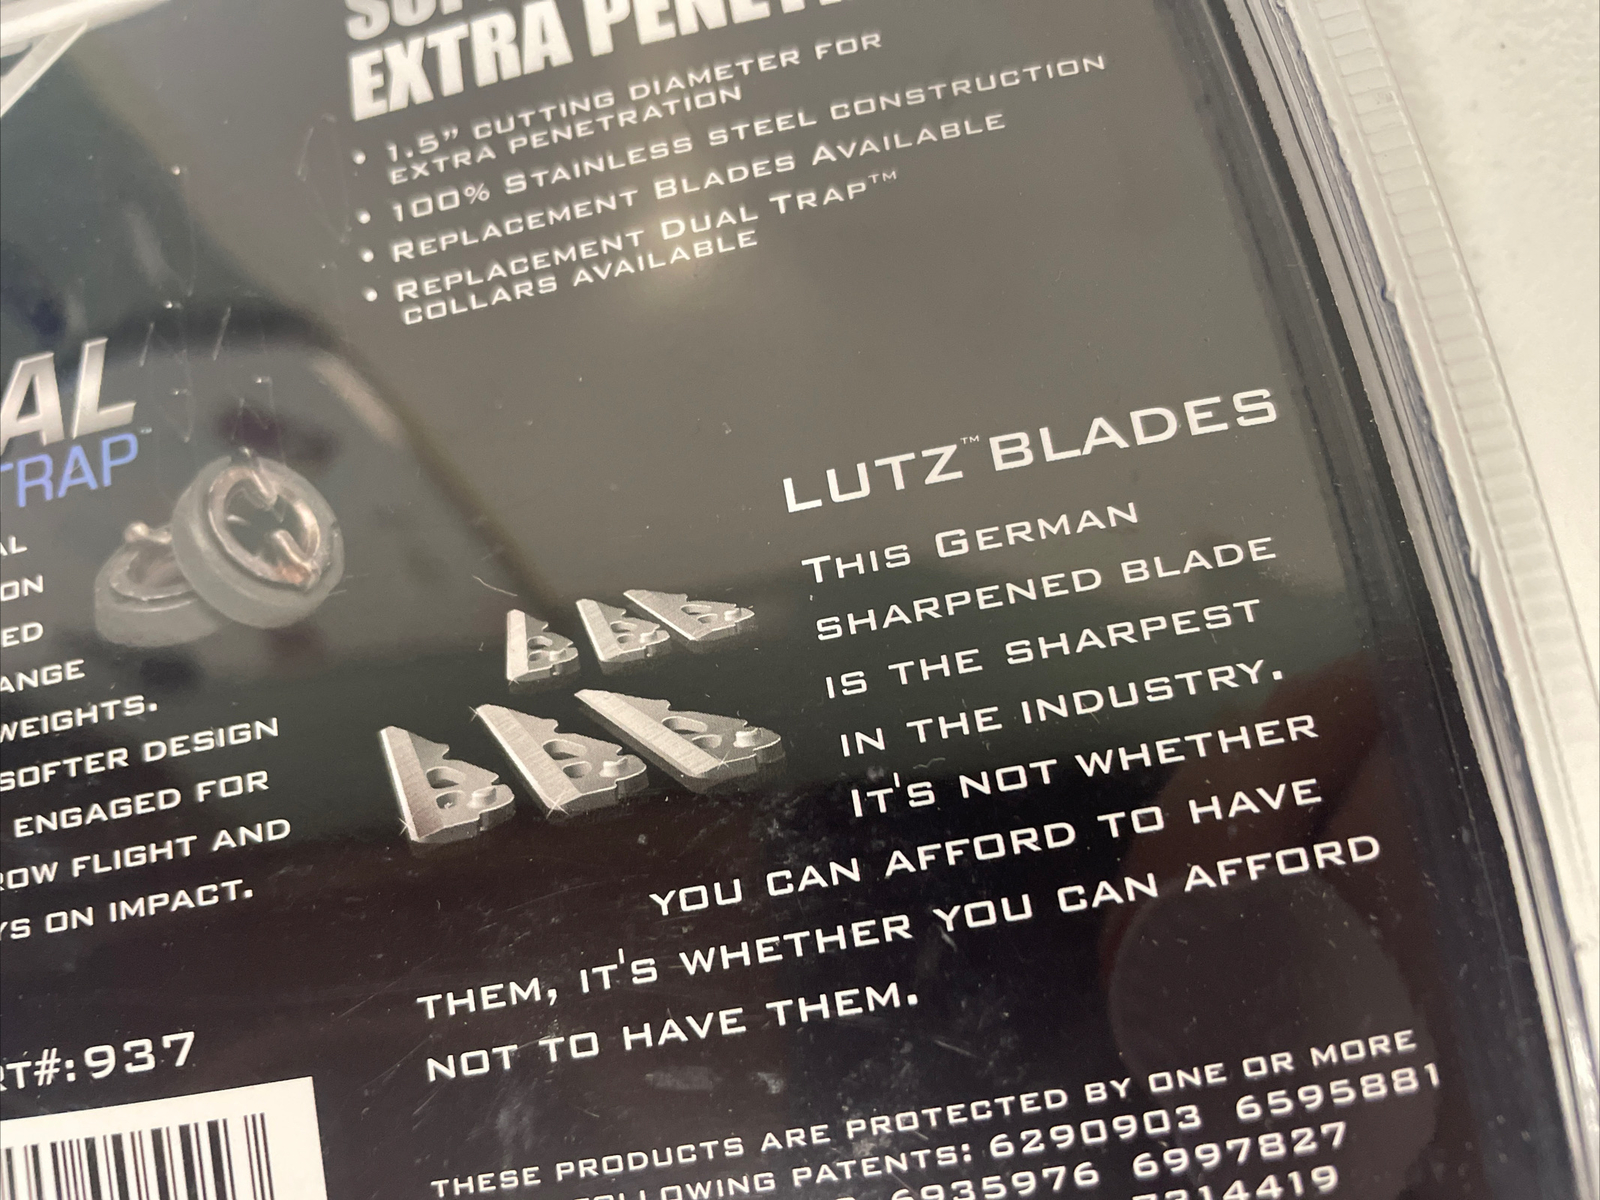 EXTRA
• 1.5” CUTTING DIAMETER FOR
EXTRA PENETRATION
• 100% STAINLESS STEEL CONSTRUCTION
• REPLACEMENT BLADES AVAILABLE
• REPLACEMENT DUAL TRAP™
COLLARS AVAILABLE
AL
TRAP™
AL
ON
ED
ANGE
WEIGHTS.
SOFTER DESIGN
ENGAGED FOR
ROW FLIGHT AND
YS ON IMPACT.
RT#:937
LUTZ™ BLADES
THIS GERMAN
SHARPENED BLADE
IS THE SHARPEST
IN THE INDUSTRY.
IT'S NOT WHETHER
YOU CAN AFFORD TO HAVE
THEM, IT'S WHETHER YOU CAN AFFORD
NOT TO HAVE THEM.
THESE PRODUCTS ARE PROTECTED BY ONE OR MORE
FOLLOWING PATENTS: 6290903 6595881
6935976 6997827
7314419